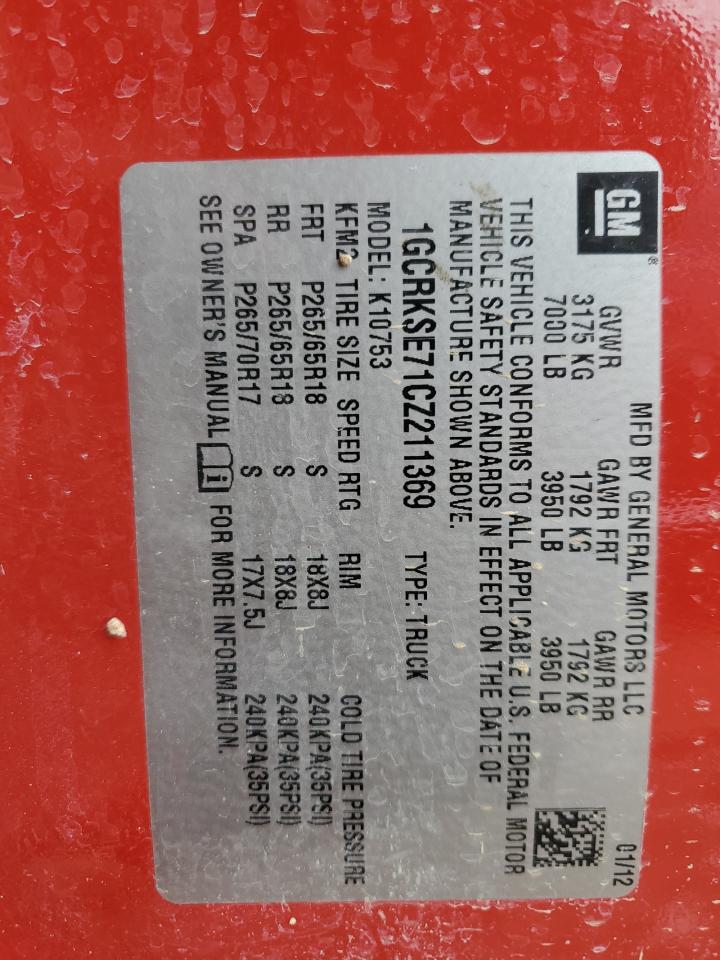 GM®
MFD BY GENERAL MOTORS LLC 01/12
GVWR GAWR FRT GAWR RR
3175 KG 1792 KG 1792 KG
7000 LB 3950 LB 3950 LB
THIS VEHICLE CONFORMS TO ALL APPLICABLE U.S. FEDERAL MOTOR
VEHICLE SAFETY STANDARDS IN EFFECT ON THE DATE OF
MANUFACTURE SHOWN ABOVE.
1GCRKSE71CZ211369 TYPE: TRUCK
MODEL: K10753
KFM2 TIRE SIZE SPEED RTG RIM COLD TIRE PRESSURE
FRT P265/65R18 S 18X8J 240KPA(35PSI)
RR P265/65R18 S 18X8J 240KPA(35PSI)
SPA P265/70R17 S 17X7.5J 240KPA(35PSI)
SEE OWNER'S MANUAL i FOR MORE INFORMATION.